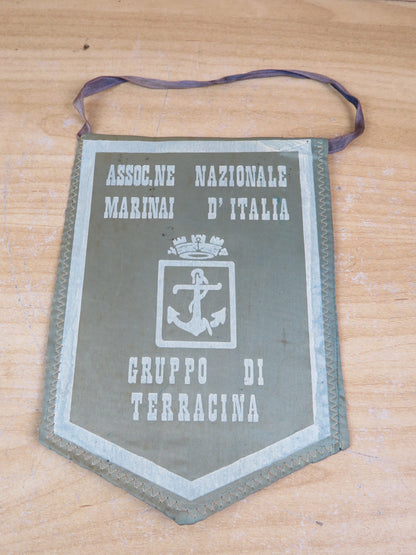 ASSOC.NE NAZIONALE
MARINAI D'ITALIA
GRUPPO DI
TERRACINA